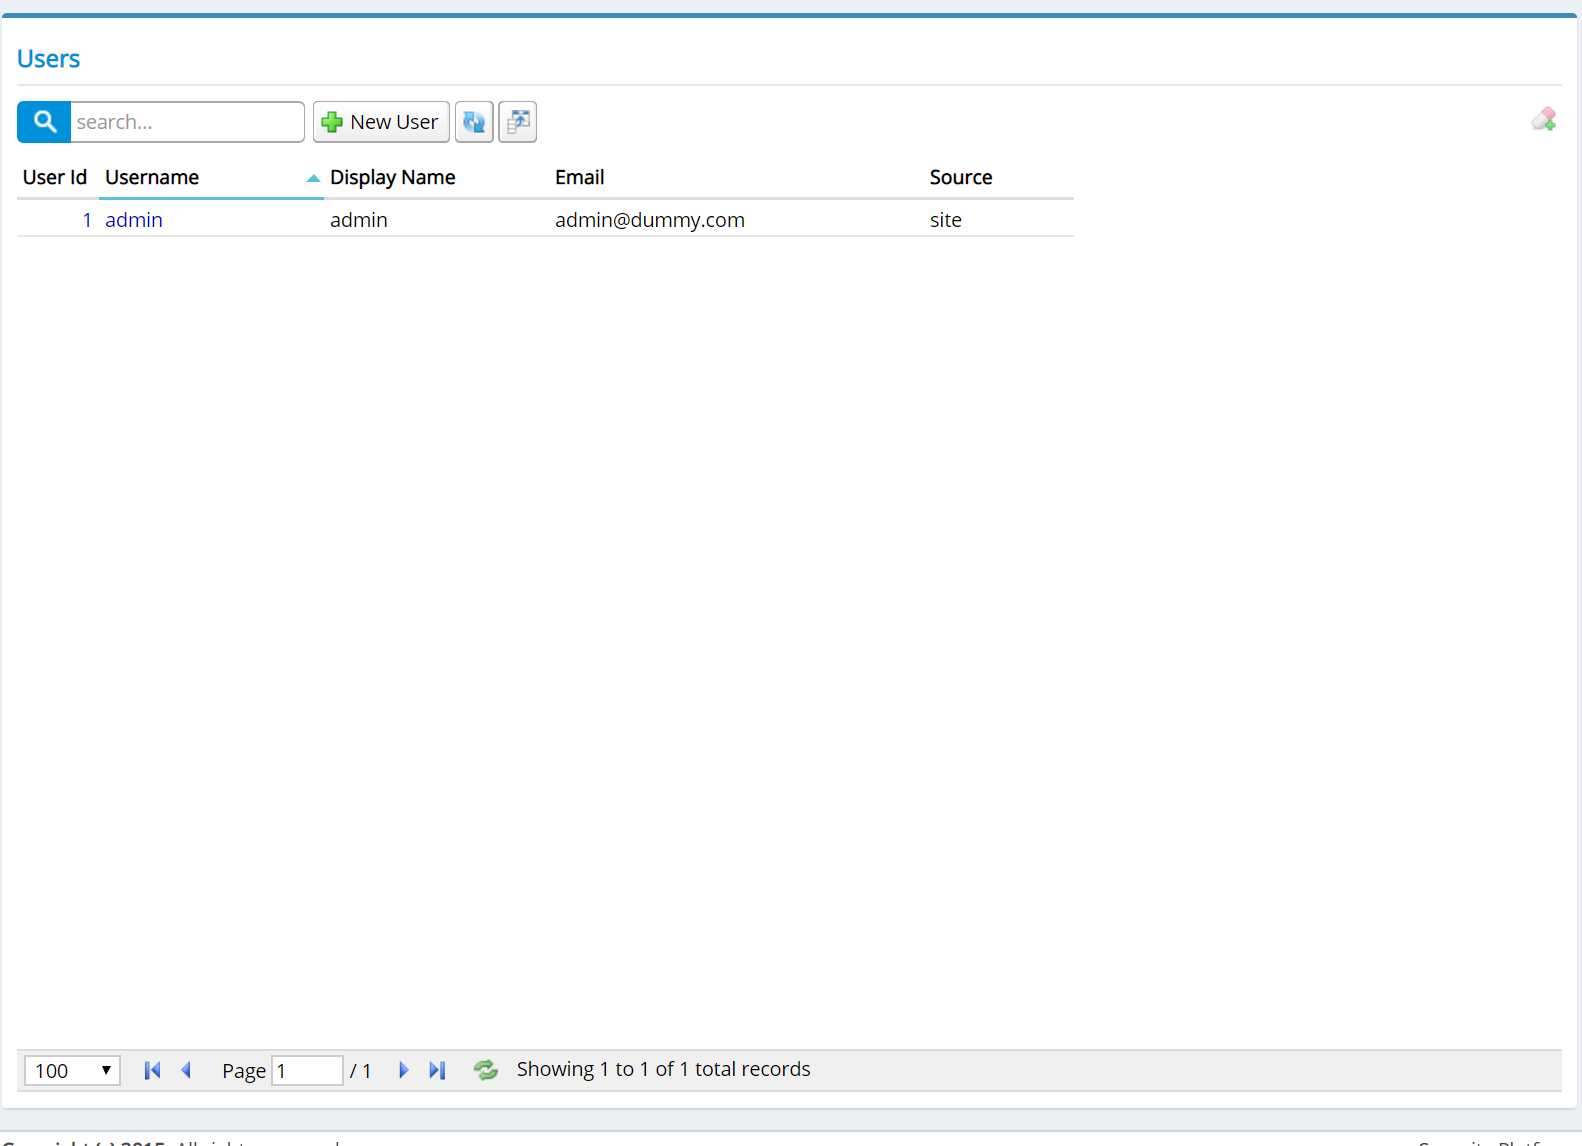 Users
search...
New User
User Id Username Display Name Email Source
1 admin admin admin@dummy.com site
100 Page 1 / 1 Showing 1 to 1 of 1 total records